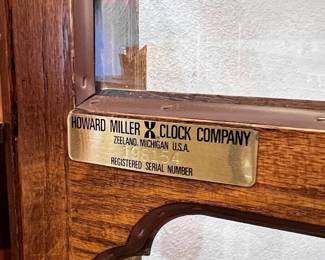 HOWARD MILLER CLOCK COMPANY
ZEELAND, MICHIGAN U.S.A.
REGISTERED SERIAL NUMBER